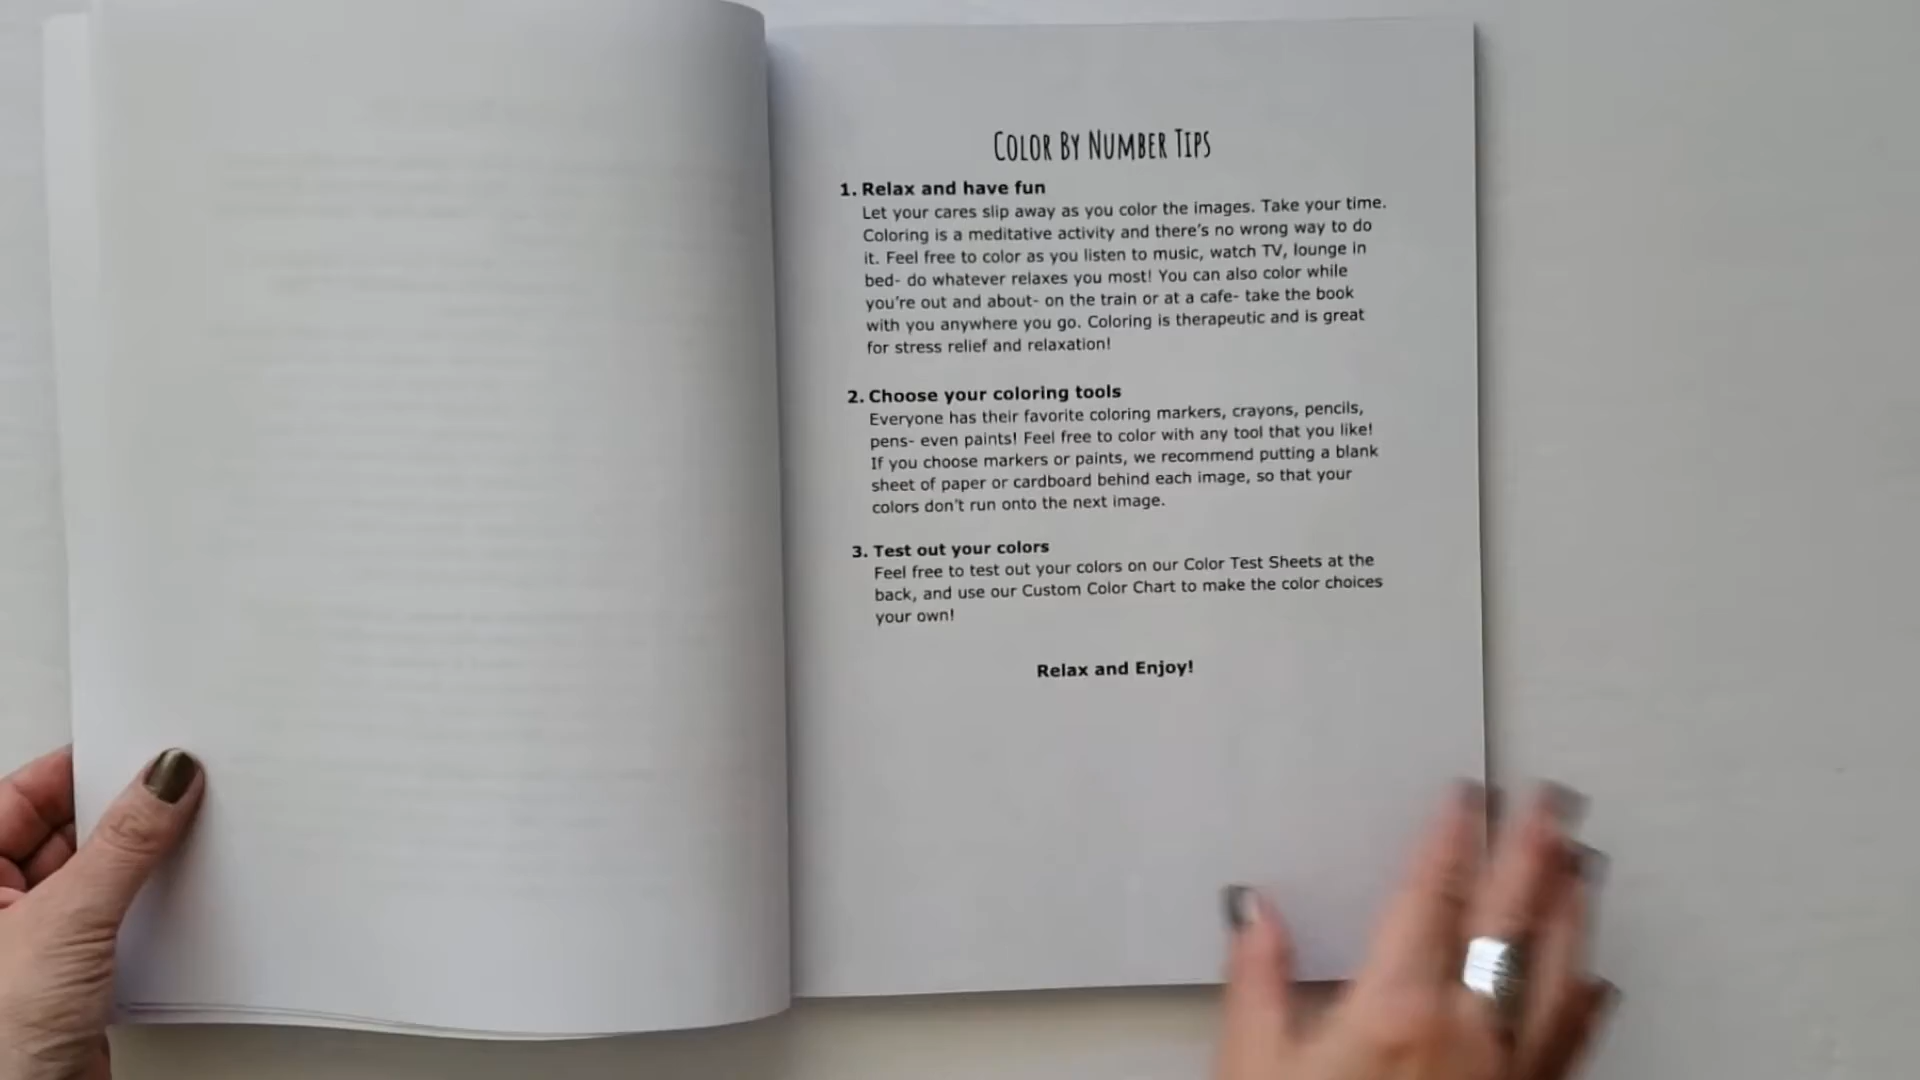 COLOR BY NUMBER TIPS
1. Relax and have fun
Let your cares slip away as you color the images. Take your time.
Coloring is a meditative activity and there's no wrong way to do
it. Feel free to color as you listen to music, watch TV, lounge in
bed- do whatever relaxes you most! You can also color while
you're out and about- on the train or at a cafe- take the book
with you anywhere you go. Coloring is therapeutic and is great
for stress relief and relaxation!
2. Choose your coloring tools
Everyone has their favorite coloring markers, crayons, pencils,
pens- even paints! Feel free to color with any tool that you like!
If you choose markers or paints, we recommend putting a blank
sheet of paper or cardboard behind each image, so that your
colors don't run onto the next image.
3. Test out your colors
Feel free to test out your colors on our Color Test Sheets at the
back, and use our Custom Color Chart to make the color choices
your own!
Relax and Enjoy!